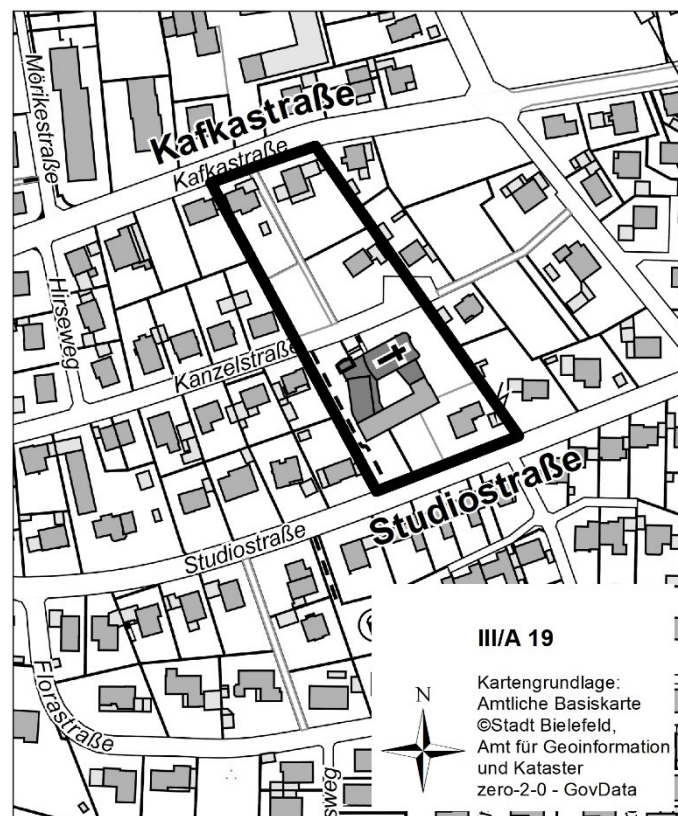 Mörikestraße
Kafkastraße
Kafkastraße
Hirseweg
Kanzelstraße
Studiostraße
Studiostraße
Florastraße
III/A 19
N
Kartengrundlage:
Amtliche Basiskarte
©Stadt Bielefeld,
Amt für Geoinformation
und Kataster
zero-2-0 - GovData
sweg